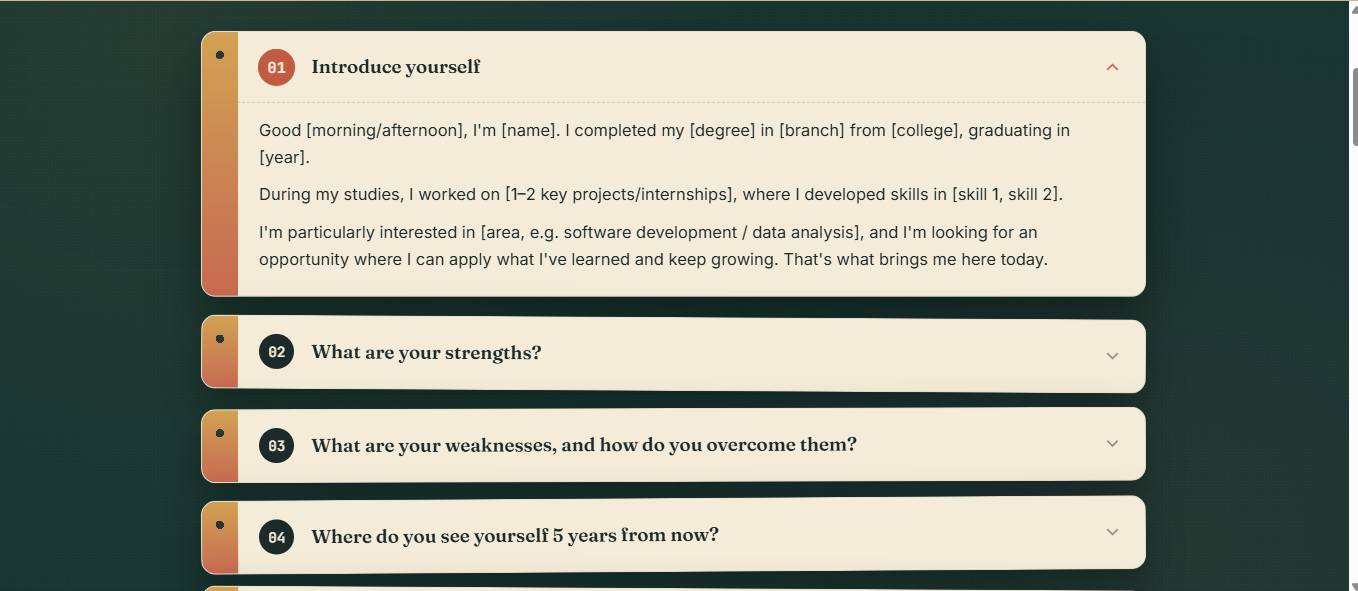 01 Introduce yourself
Good [morning/afternoon], I'm [name]. I completed my [degree] in [branch] from [college], graduating in
[year].
During my studies, I worked on [1–2 key projects/internships], where I developed skills in [skill 1, skill 2].
I'm particularly interested in [area, e.g. software development / data analysis], and I'm looking for an
opportunity where I can apply what I've learned and keep growing. That's what brings me here today.
02 What are your strengths?
03 What are your weaknesses, and how do you overcome them?
04 Where do you see yourself 5 years from now?